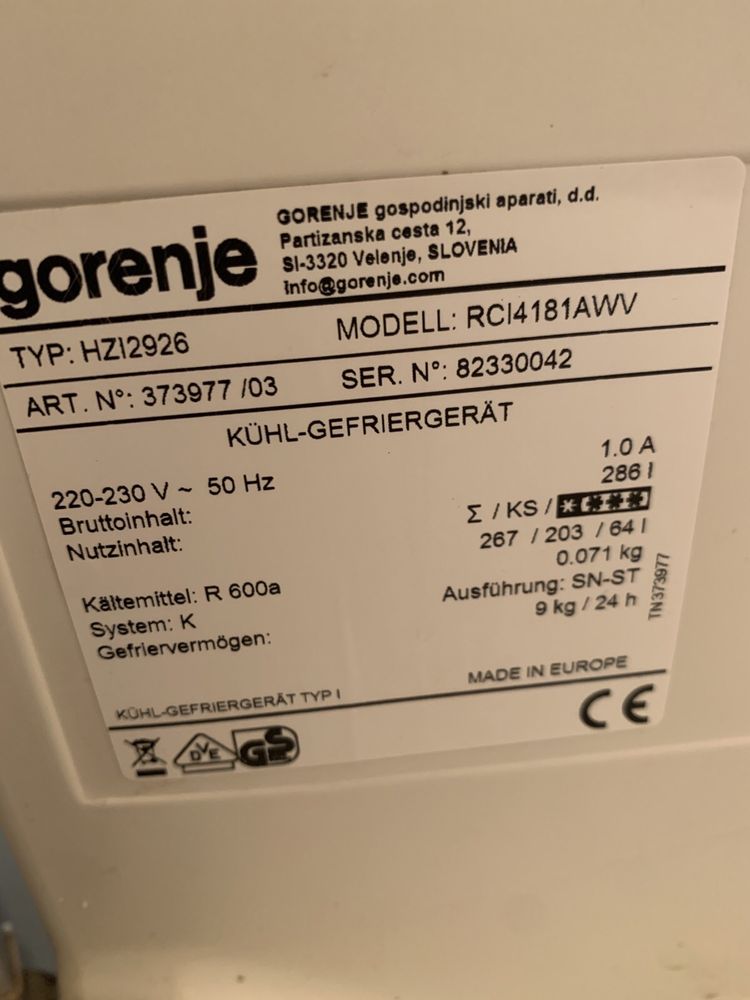 gorenje
GORENJE gospodinjski aparati, d.d.
Partizanska cesta 12,
SI-3320 Velenje, SLOVENIA
Info@gorenje.com
TYP: HZI2926 MODELL: RCI4181AWV
ART. N°: 373977 /03 SER. N°: 82330042
KÜHL-GEFRIERGERÄT
220-230 V ~ 50 Hz 1.0 A
Bruttoinhalt: 286 l
Nutzinhalt: Σ / KS /
267 / 203 / 64 l
Kältemittel: R 600a 0.071 kg
System: K Ausführung: SN-ST
Gefriervermögen: 9 kg / 24 h
TN373977
KÜHL-GEFRIERGERÄT TYP I MADE IN EUROPE
DVE GS CE